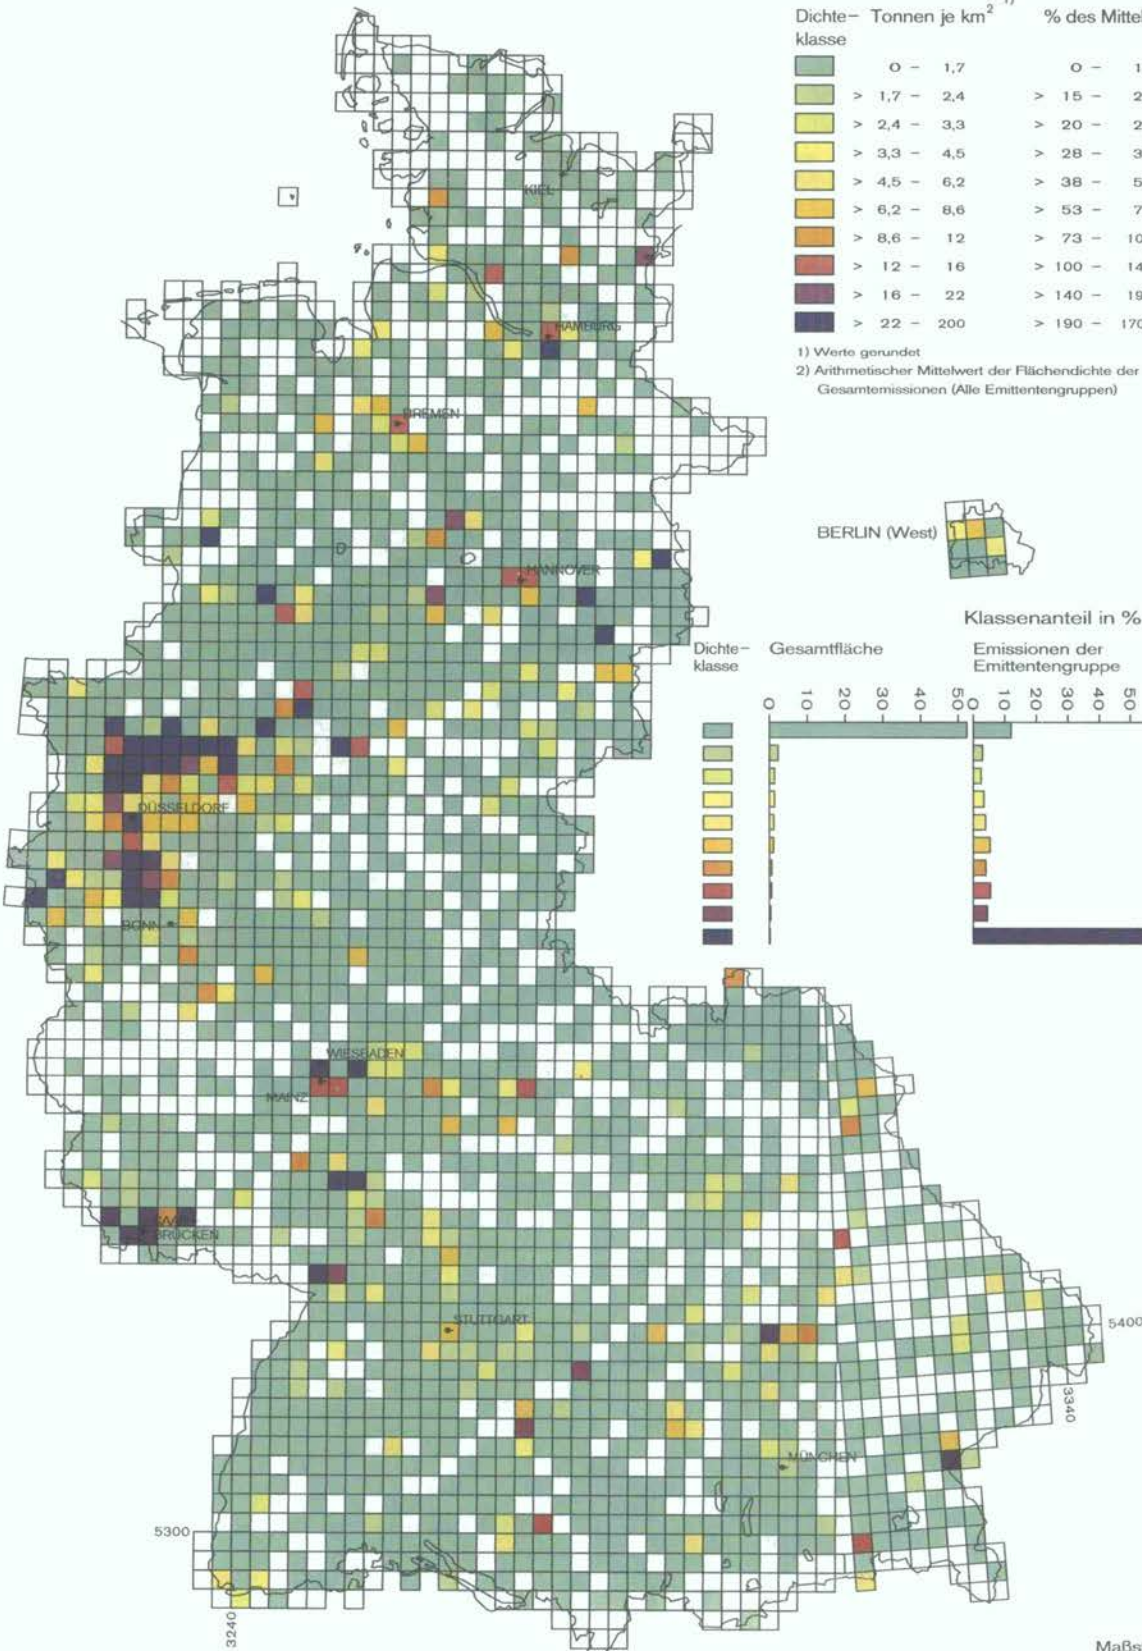 1)
Dichte- Tonnen je km² % des Mittel
klasse
0 - 1,7 0 - 1
> 1,7 - 2,4 > 15 - 2
> 2,4 - 3,3 > 20 - 2
> 3,3 - 4,5 > 28 - 3
> 4,5 - 6,2 > 38 - 5
> 6,2 - 8,6 > 53 - 7
> 8,6 - 12 > 73 - 10
> 12 - 16 > 100 - 14
> 16 - 22 > 140 - 19
> 22 - 200 > 190 - 170
1) Werte gerundet
2) Arithmetischer Mittelwert der Flächendichte der
Gesamtemissionen (Alle Emittentengruppen)
KIEL
HAMBURG
BREMEN
BERLIN (West)
HANNOVER
Klassenanteil in %
Dichte- Gesamtfläche Emissionen der
klasse Emittentengruppe
0 10 20 30 40 50 0 10 20 30 40 50
DÜSSELDORF
BONN
WIESBADEN
MAINZ
SAAR-
BRÜCKEN
STUTTGART
5400
3340
MÜNCHEN
5300
3240
Maßs